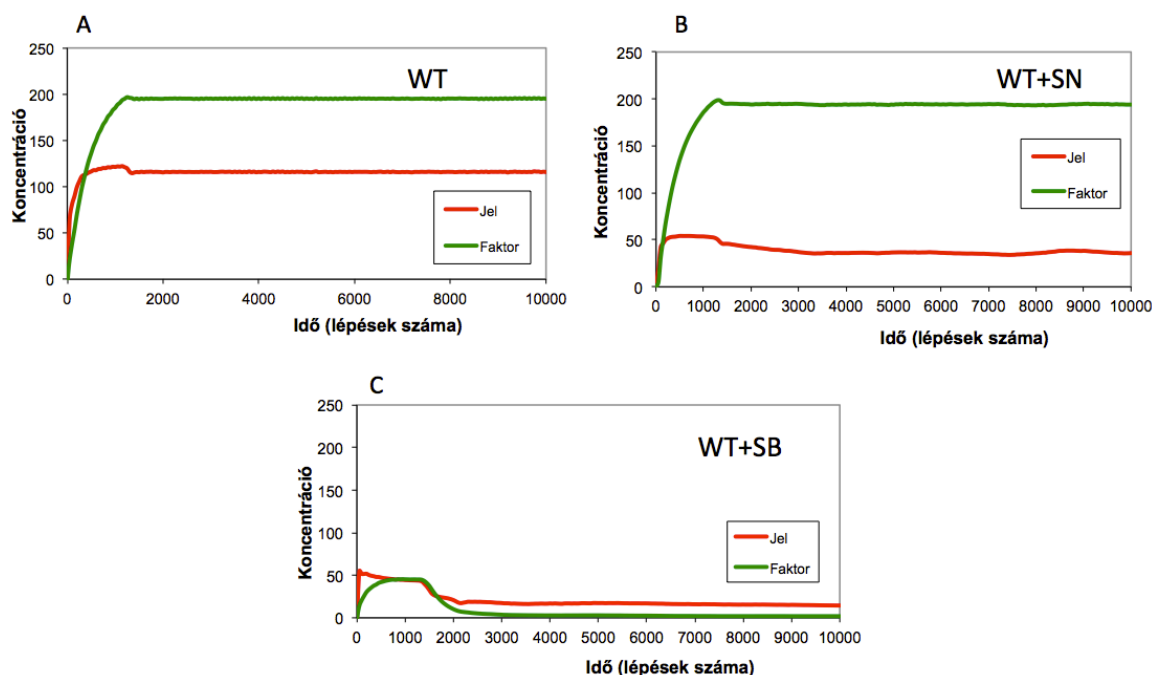 A
WT
Koncentráció
250
200
150
100
50
0
Jel
Faktor
0 2000 4000 6000 8000 10000
Idő (lépések száma)
B
WT+SN
Koncentráció
250
200
150
100
50
0
Jel
Faktor
0 1000 2000 3000 4000 5000 6000 7000 8000 9000 10000
Idő (lépések száma)
C
WT+SB
Koncentráció
250
200
150
100
50
0
Jel
Faktor
0 1000 2000 3000 4000 5000 6000 7000 8000 9000 10000
Idő (lépések száma)